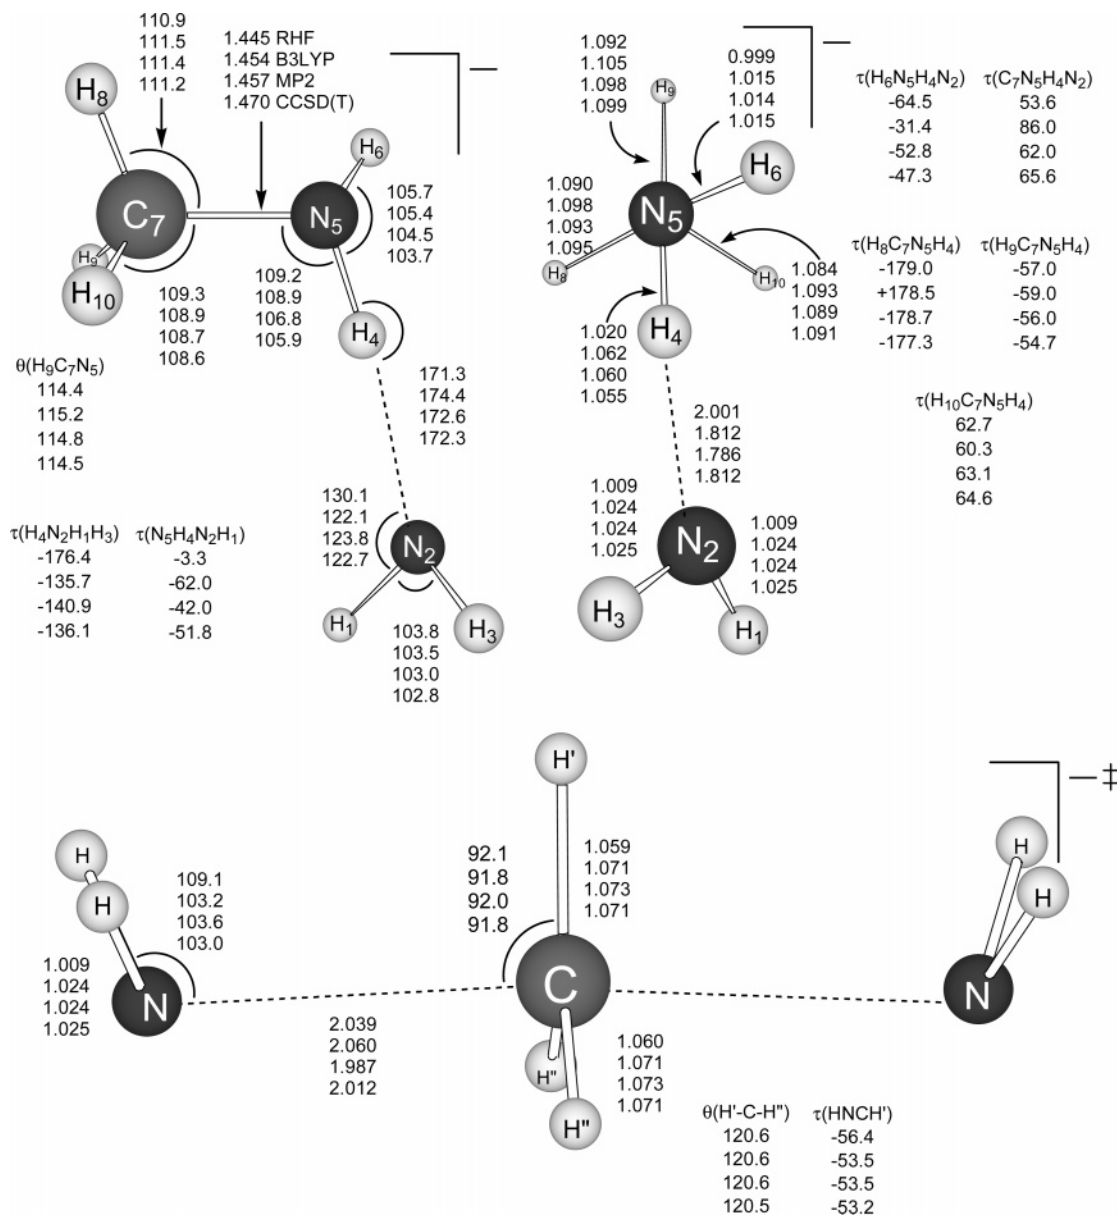 110.9
111.5
111.4
111.2
1.445 RHF
1.454 B3LYP
1.457 MP2
1.470 CCSD(T)
—
H8
H6
C7
N5
105.7
105.4
104.5
103.7
H9
H10
109.3
108.9
108.7
108.6
109.2
108.9
106.8
105.9
H4
θ(H9C7N5)
114.4
115.2
114.8
114.5
171.3
174.4
172.6
172.3
τ(H4N2H1H3)
-176.4
-135.7
-140.9
-136.1
τ(N5H4N2H1)
-3.3
-62.0
-42.0
-51.8
130.1
122.1
123.8
122.7
N2
H1
H3
103.8
103.5
103.0
102.8
1.092
1.105
1.098
1.099
0.999
1.015
1.014
1.015
—
H9
H6
N5
1.090
1.098
1.093
1.095
H8
H10
1.084
1.093
1.089
1.091
1.020
1.062
1.060
1.055
H4
2.001
1.812
1.786
1.812
1.009
1.024
1.024
1.025
N2
1.009
1.024
1.024
1.025
H3
H1
τ(H6N5H4N2)
-64.5
-31.4
-52.8
-47.3
τ(C7N5H4N2)
53.6
86.0
62.0
65.6
τ(H8C7N5H4)
-179.0
+178.5
-178.7
-177.3
τ(H9C7N5H4)
-57.0
-59.0
-56.0
-54.7
τ(H10C7N5H4)
62.7
60.3
63.1
64.6
H'
— ‡
H
H
109.1
103.2
103.6
103.0
92.1
91.8
92.0
91.8
1.059
1.071
1.073
1.071
H
H
1.009
1.024
1.024
1.025
N
C
N
2.039
2.060
1.987
2.012
H"
H"
1.060
1.071
1.073
1.071
θ(H'-C-H")
120.6
120.6
120.6
120.5
τ(HNCH')
-56.4
-53.5
-53.5
-53.2